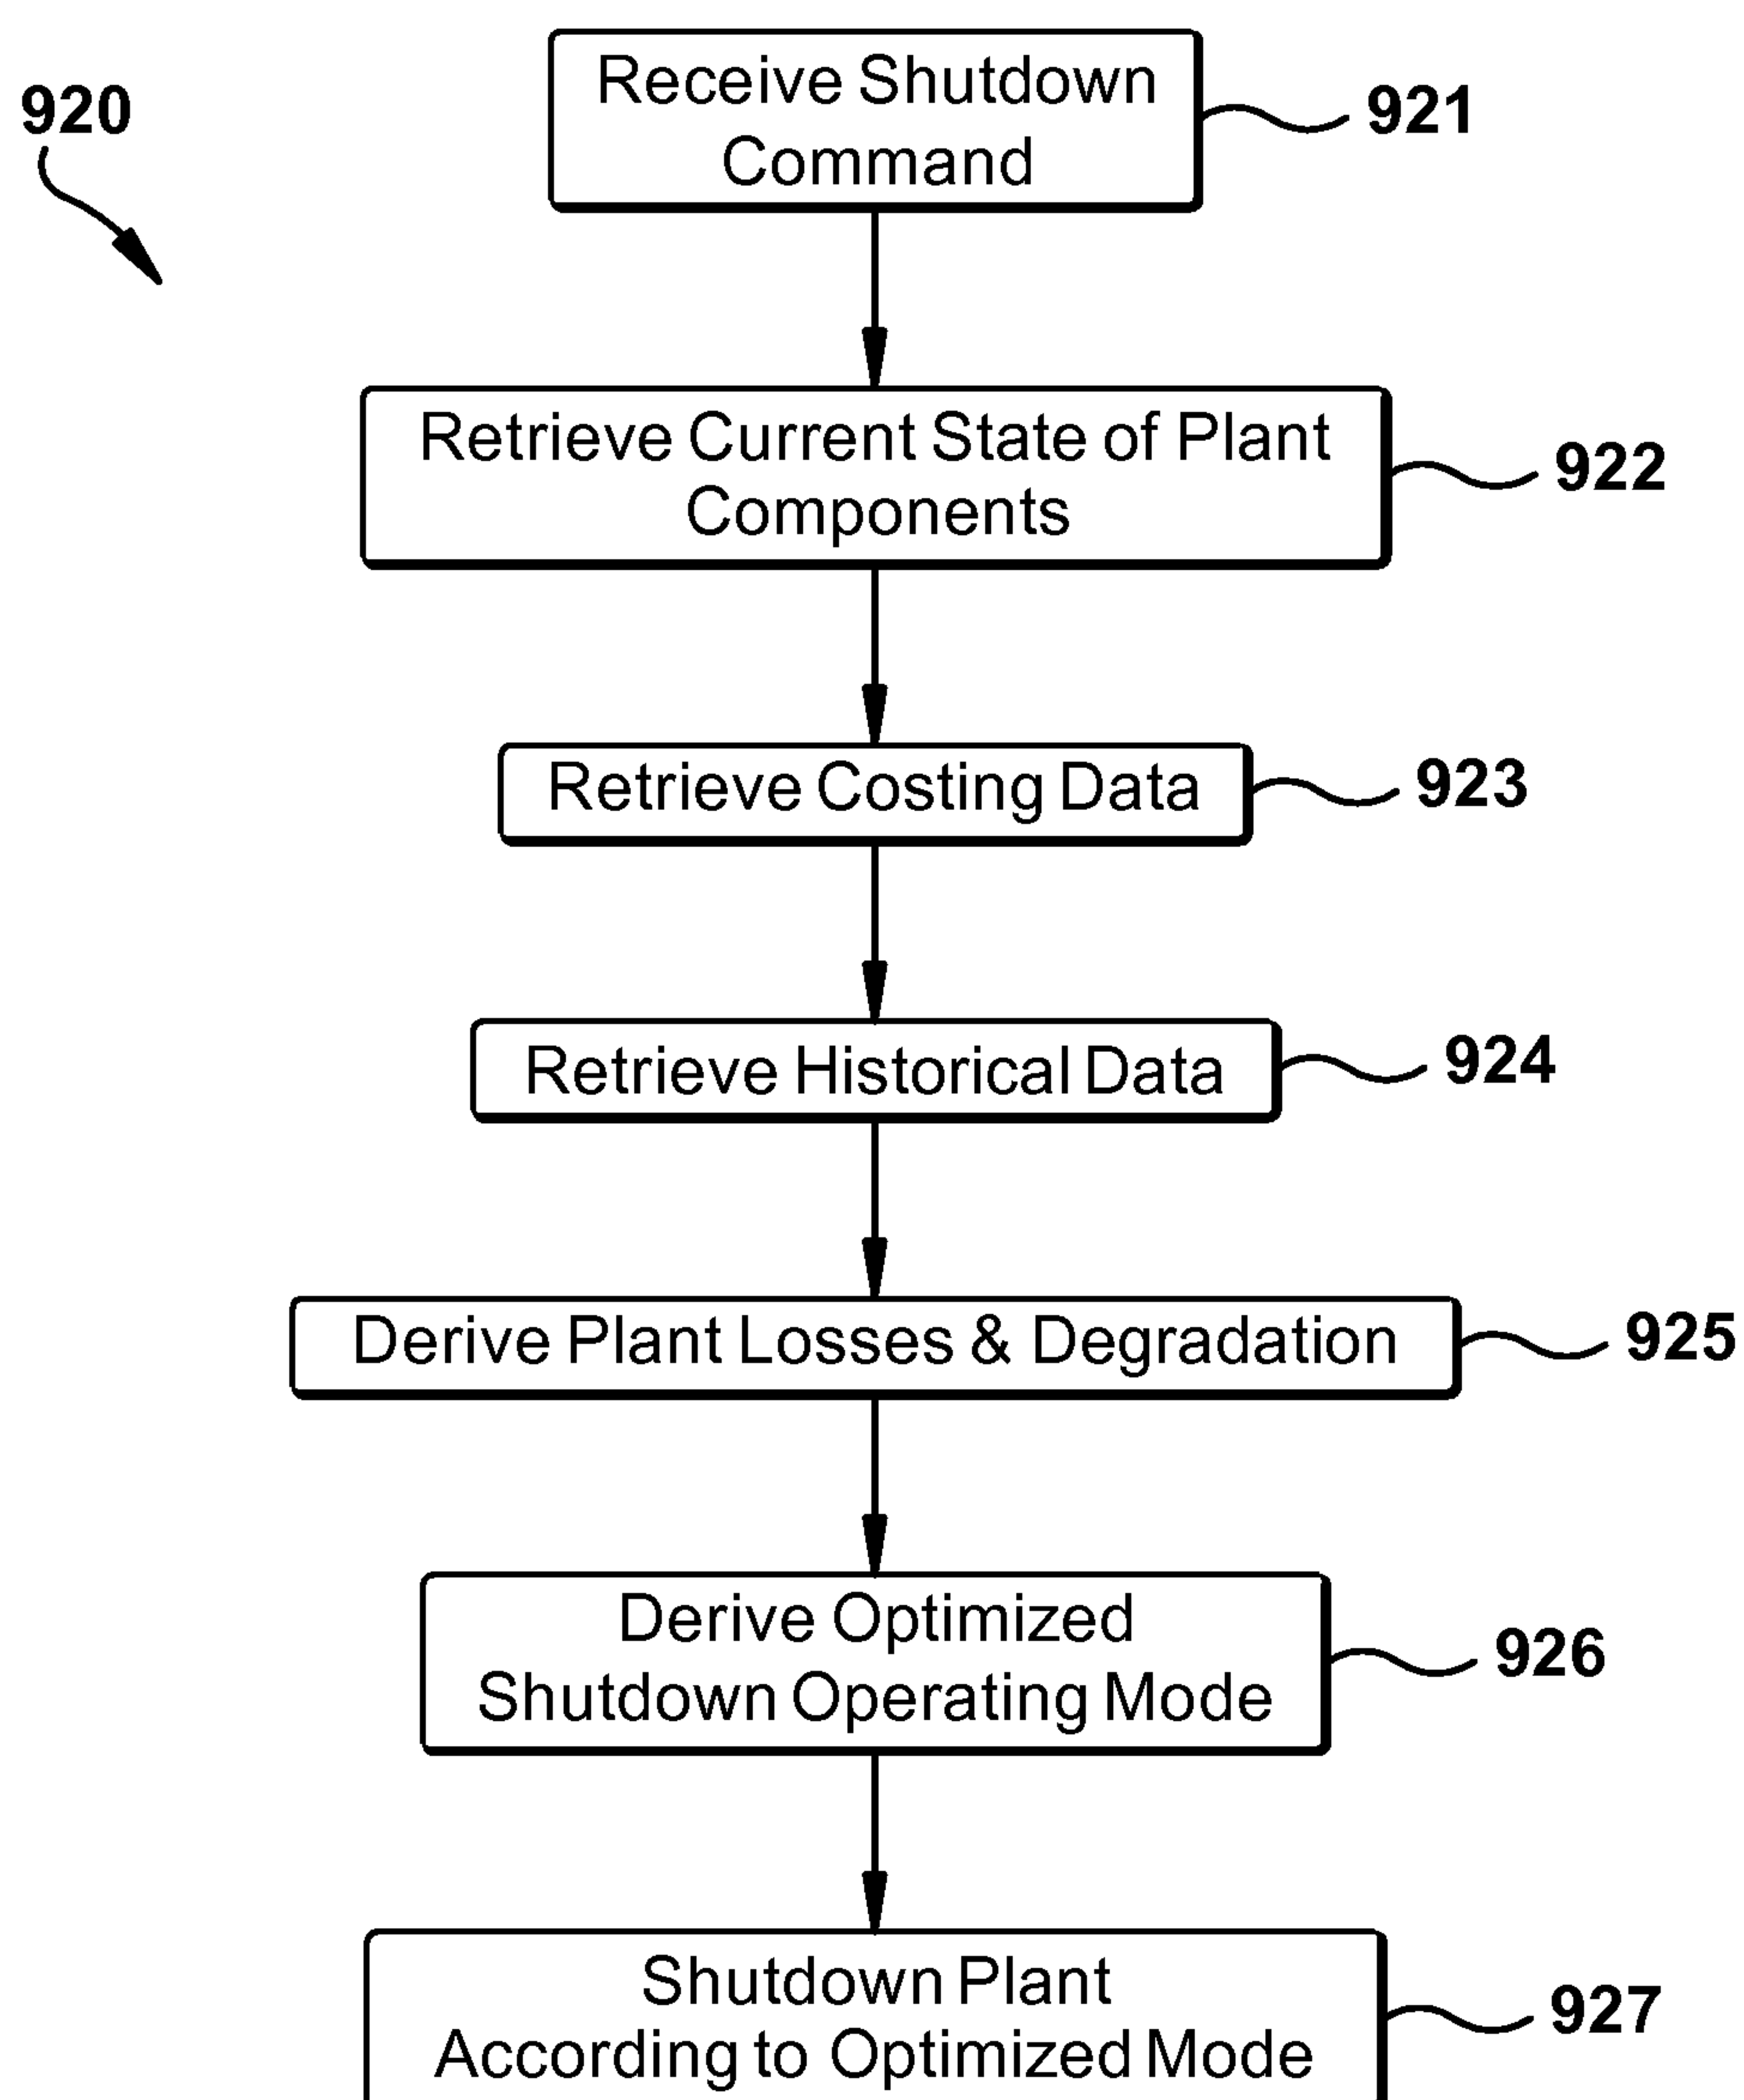 920
Receive Shutdown
Command
921
Retrieve Current State of Plant
Components
922
Retrieve Costing Data
923
Retrieve Historical Data
924
Derive Plant Losses & Degradation
925
Derive Optimized
Shutdown Operating Mode
926
Shutdown Plant
According to Optimized Mode
927